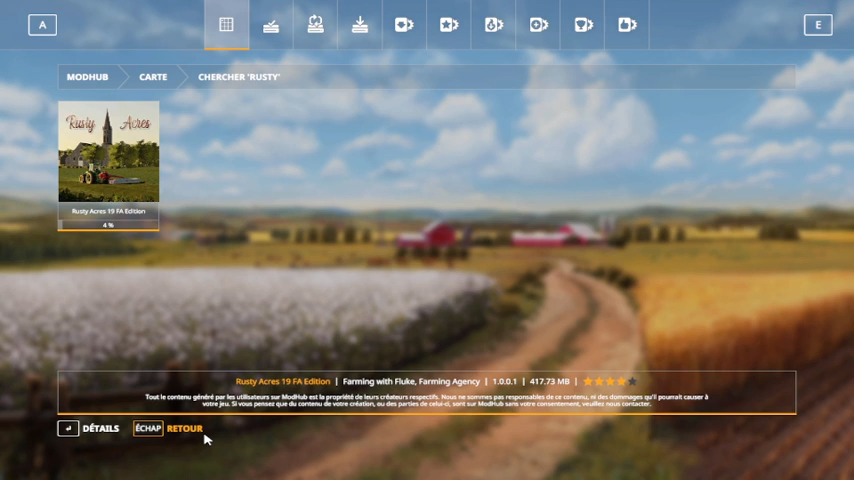 A
E
MODHUB
CARTE
CHERCHER 'RUSTY'
Rusty Acres
Rusty Acres 19 FA Edition
4 %
Rusty Acres 19 FA Edition | Farming with Fluke, Farming Agency | 1.0.0.1 | 417.73 MB |
Tout le contenu généré par les utilisateurs sur ModHub est la propriété de leurs créateurs respectifs. Nous ne sommes pas responsables de ce contenu, ni des dommages qu'il pourrait causer à
votre jeu. Si vous pensez que du contenu de votre création, ou des parties de celui-ci, sont sur ModHub sans votre consentement, veuillez nous contacter.
DÉTAILS
ÉCHAP RETOUR